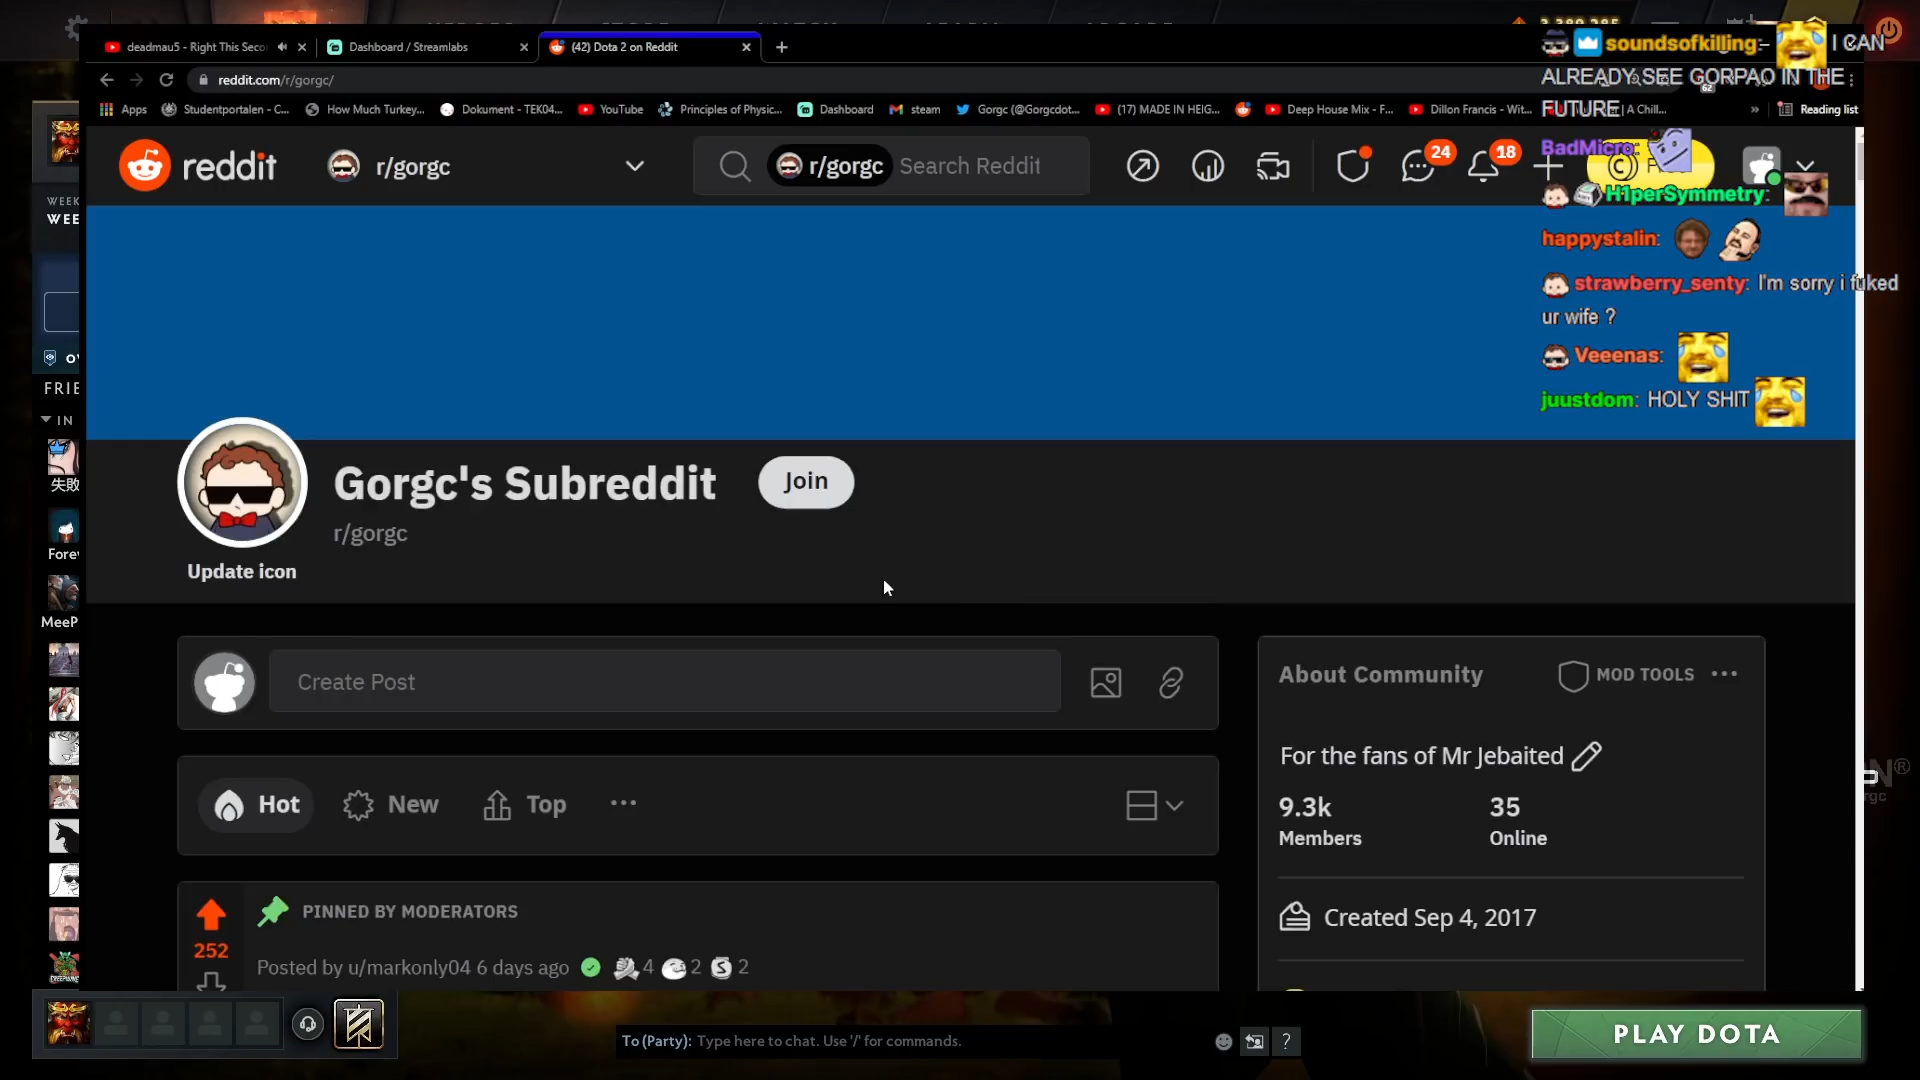 deadmau5 - Right This Seco
Dashboard / Streamlabs
(42) Dota 2 on Reddit
reddit.com/r/gorgc/
Apps
Studentportalen - C...
How Much Turkey...
Dokument - TEK04...
YouTube
Principles of Physic...
Dashboard
steam
Gorgc (@Gorgcdot...
(17) MADE IN HEIG...
Deep House Mix - F...
Dillon Francis - Wit...
| A Chill...
»
Reading list
soundsofkilling: I CAN
ALREADY SEE GORPAO IN THE
FUTURE
BadMicro:
H1perSymmetry:
happystalin:
strawberry_senty: I'm sorry i fuked
ur wife ?
Veeenas:
juustdom: HOLY SHIT
reddit
r/gorgc
r/gorgc
Search Reddit
24
18
WEEK
WEE
FRIE
IN
失敗
Fore
MeeP
Gorgc's Subreddit
Join
r/gorgc
Update icon
Create Post
Hot
New
Top
PINNED BY MODERATORS
252
Posted by u/markonly04 6 days ago
4
2
2
About Community
MOD TOOLS
For the fans of Mr Jebaited
9.3k
35
Members
Online
Created Sep 4, 2017
To (Party): Type here to chat. Use '/' for commands.
?
PLAY DOTA